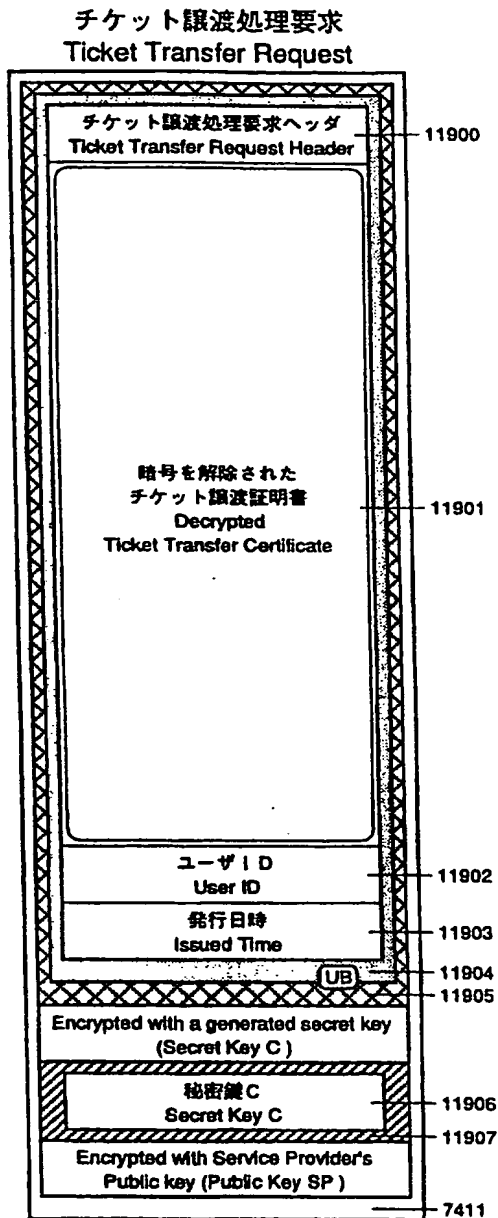 チケット譲渡処理要求
Ticket Transfer Request
チケット譲渡処理要求ヘッダ
Ticket Transfer Request Header
11900
暗号を解除された
チケット譲渡証明書
Decrypted
Ticket Transfer Certificate
11901
ユーザID
User ID
11902
発行日時
Issued Time
11903
11904
UB
11905
Encrypted with a generated secret key
(Secret Key C )
秘密鍵C
Secret Key C
11906
11907
Encrypted with Service Provider's
Public key (Public Key SP )
7411